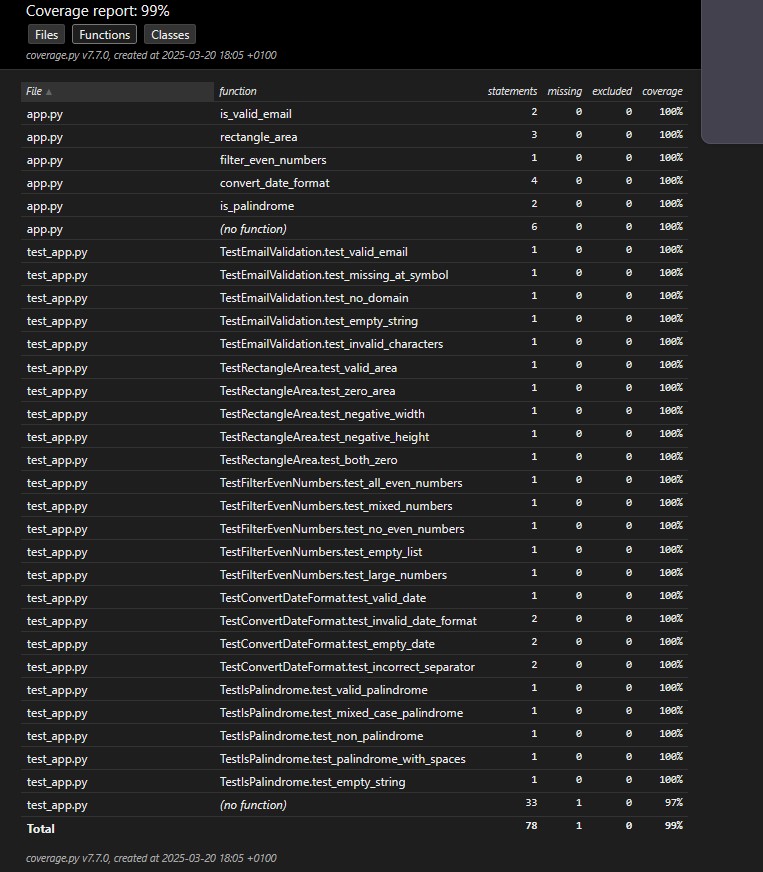 Coverage report: 99%
Files Functions Classes
coverage.py v7.7.0, created at 2025-03-20 18:05 +0100
File ▲ function statements missing excluded coverage
app.py is_valid_email 2 0 0 100%
app.py rectangle_area 3 0 0 100%
app.py filter_even_numbers 1 0 0 100%
app.py convert_date_format 4 0 0 100%
app.py is_palindrome 2 0 0 100%
app.py (no function) 6 0 0 100%
test_app.py TestEmailValidation.test_valid_email 1 0 0 100%
test_app.py TestEmailValidation.test_missing_at_symbol 1 0 0 100%
test_app.py TestEmailValidation.test_no_domain 1 0 0 100%
test_app.py TestEmailValidation.test_empty_string 1 0 0 100%
test_app.py TestEmailValidation.test_invalid_characters 1 0 0 100%
test_app.py TestRectangleArea.test_valid_area 1 0 0 100%
test_app.py TestRectangleArea.test_zero_area 1 0 0 100%
test_app.py TestRectangleArea.test_negative_width 1 0 0 100%
test_app.py TestRectangleArea.test_negative_height 1 0 0 100%
test_app.py TestRectangleArea.test_both_zero 1 0 0 100%
test_app.py TestFilterEvenNumbers.test_all_even_numbers 1 0 0 100%
test_app.py TestFilterEvenNumbers.test_mixed_numbers 1 0 0 100%
test_app.py TestFilterEvenNumbers.test_no_even_numbers 1 0 0 100%
test_app.py TestFilterEvenNumbers.test_empty_list 1 0 0 100%
test_app.py TestFilterEvenNumbers.test_large_numbers 1 0 0 100%
test_app.py TestConvertDateFormat.test_valid_date 1 0 0 100%
test_app.py TestConvertDateFormat.test_invalid_date_format 2 0 0 100%
test_app.py TestConvertDateFormat.test_empty_date 2 0 0 100%
test_app.py TestConvertDateFormat.test_incorrect_separator 2 0 0 100%
test_app.py TestIsPalindrome.test_valid_palindrome 1 0 0 100%
test_app.py TestIsPalindrome.test_mixed_case_palindrome 1 0 0 100%
test_app.py TestIsPalindrome.test_non_palindrome 1 0 0 100%
test_app.py TestIsPalindrome.test_palindrome_with_spaces 1 0 0 100%
test_app.py TestIsPalindrome.test_empty_string 1 0 0 100%
test_app.py (no function) 33 1 0 97%
Total 78 1 0 99%
coverage.py v7.7.0, created at 2025-03-20 18:05 +0100